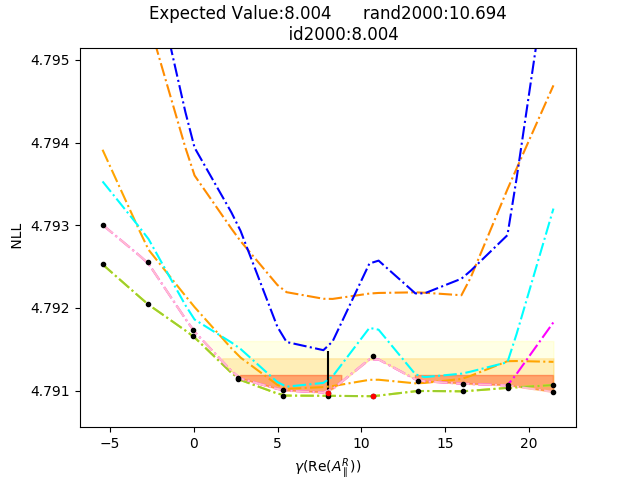 Expected Value:8.004 rand2000:10.694
id2000:8.004
4.795
4.794
4.793
4.792
4.791
NLL
−5 0 5 10 15 20
γ(Re(A∥ᴿ))